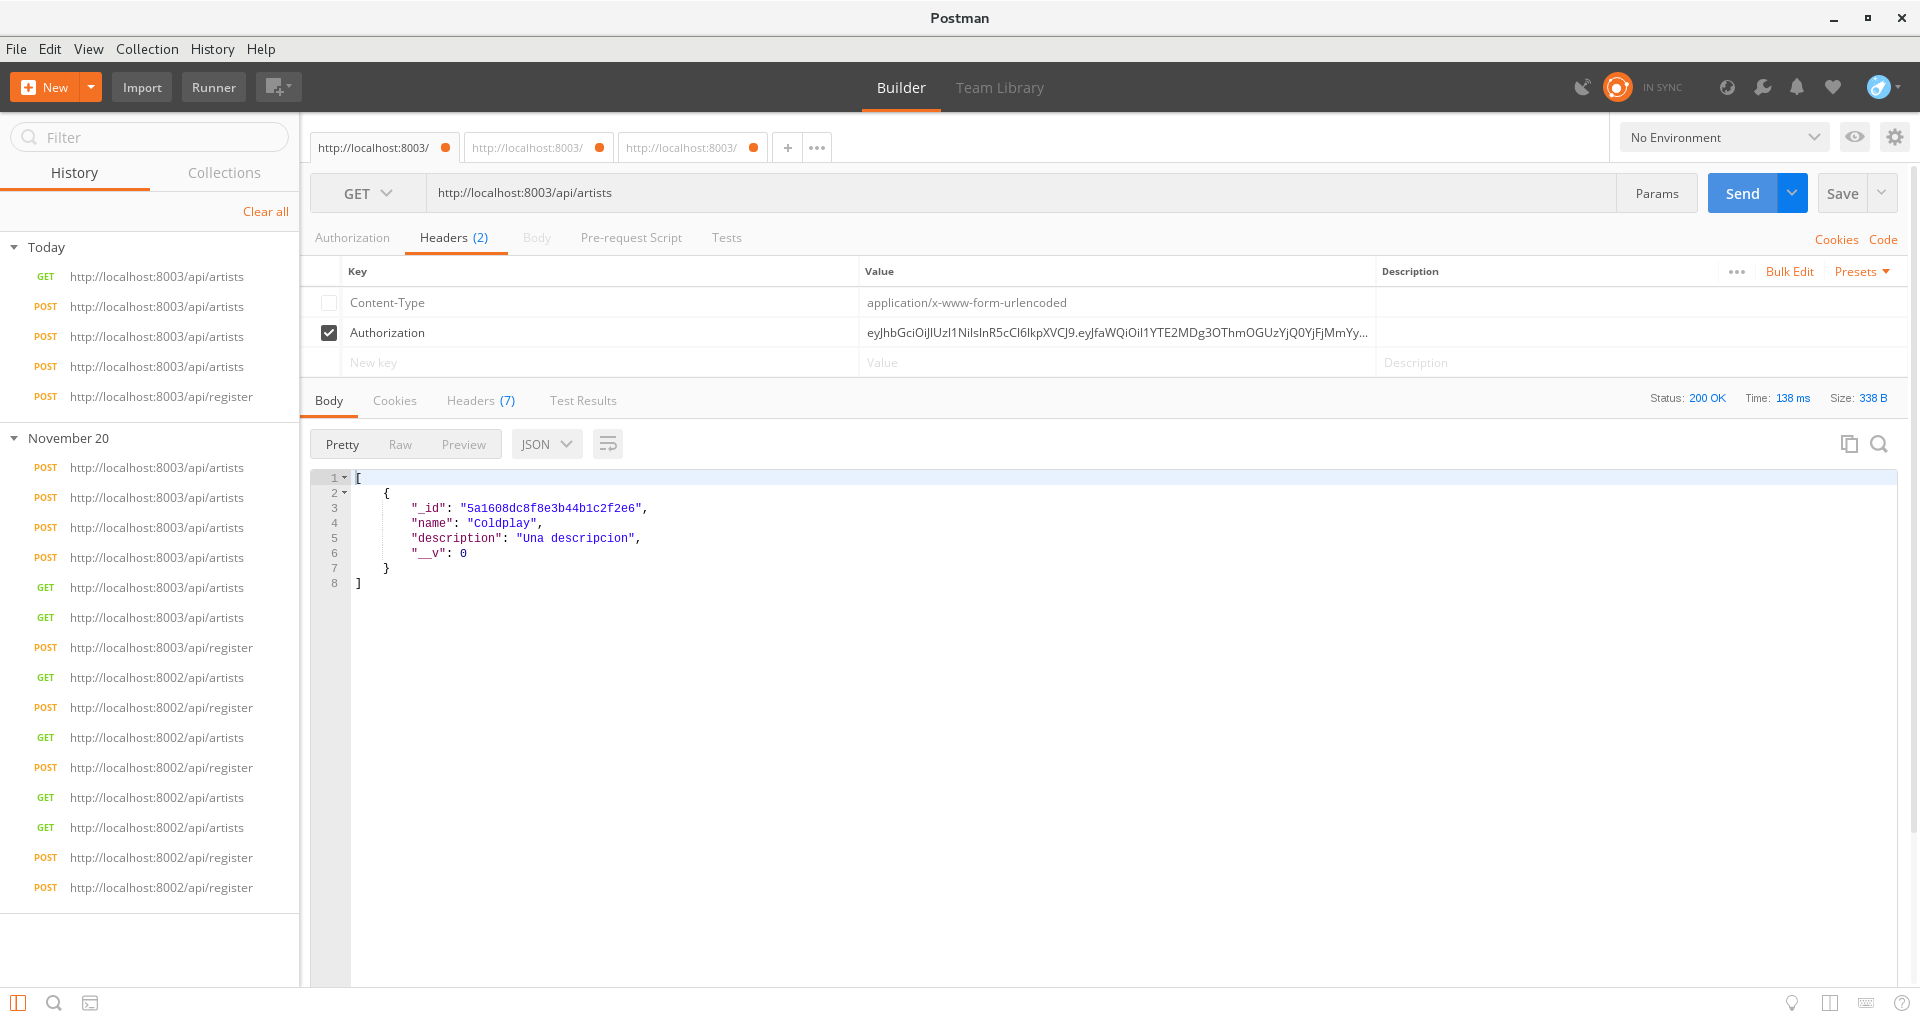 Postman
File Edit View Collection History Help
New Import Runner Builder Team Library IN SYNC
Filter
History Collections
Clear all
Today
GET http://localhost:8003/api/artists
POST http://localhost:8003/api/artists
POST http://localhost:8003/api/artists
POST http://localhost:8003/api/artists
POST http://localhost:8003/api/register
November 20
POST http://localhost:8003/api/artists
POST http://localhost:8003/api/artists
POST http://localhost:8003/api/artists
POST http://localhost:8003/api/artists
GET http://localhost:8003/api/artists
GET http://localhost:8003/api/artists
POST http://localhost:8003/api/register
GET http://localhost:8002/api/artists
POST http://localhost:8002/api/register
GET http://localhost:8002/api/artists
POST http://localhost:8002/api/register
GET http://localhost:8002/api/artists
GET http://localhost:8002/api/artists
POST http://localhost:8002/api/register
POST http://localhost:8002/api/register
http://localhost:8003/ http://localhost:8003/ http://localhost:8003/ + ••• No Environment
GET http://localhost:8003/api/artists Params Send Save
Authorization Headers (2) Body Pre-request Script Tests Cookies Code
Key Value Description ••• Bulk Edit Presets
Content-Type application/x-www-form-urlencoded
Authorization
New key Value Description
Body Cookies Headers (7) Test Results Status: 200 OK Time: 138 ms Size: 338 B
Pretty Raw Preview JSON
1 [
2 {
3 "_id": "5a1608dc8f8e3b44b1c2f2e6",
4 "name": "Coldplay",
5 "description": "Una descripcion",
6 "__v": 0
7 }
8 ]